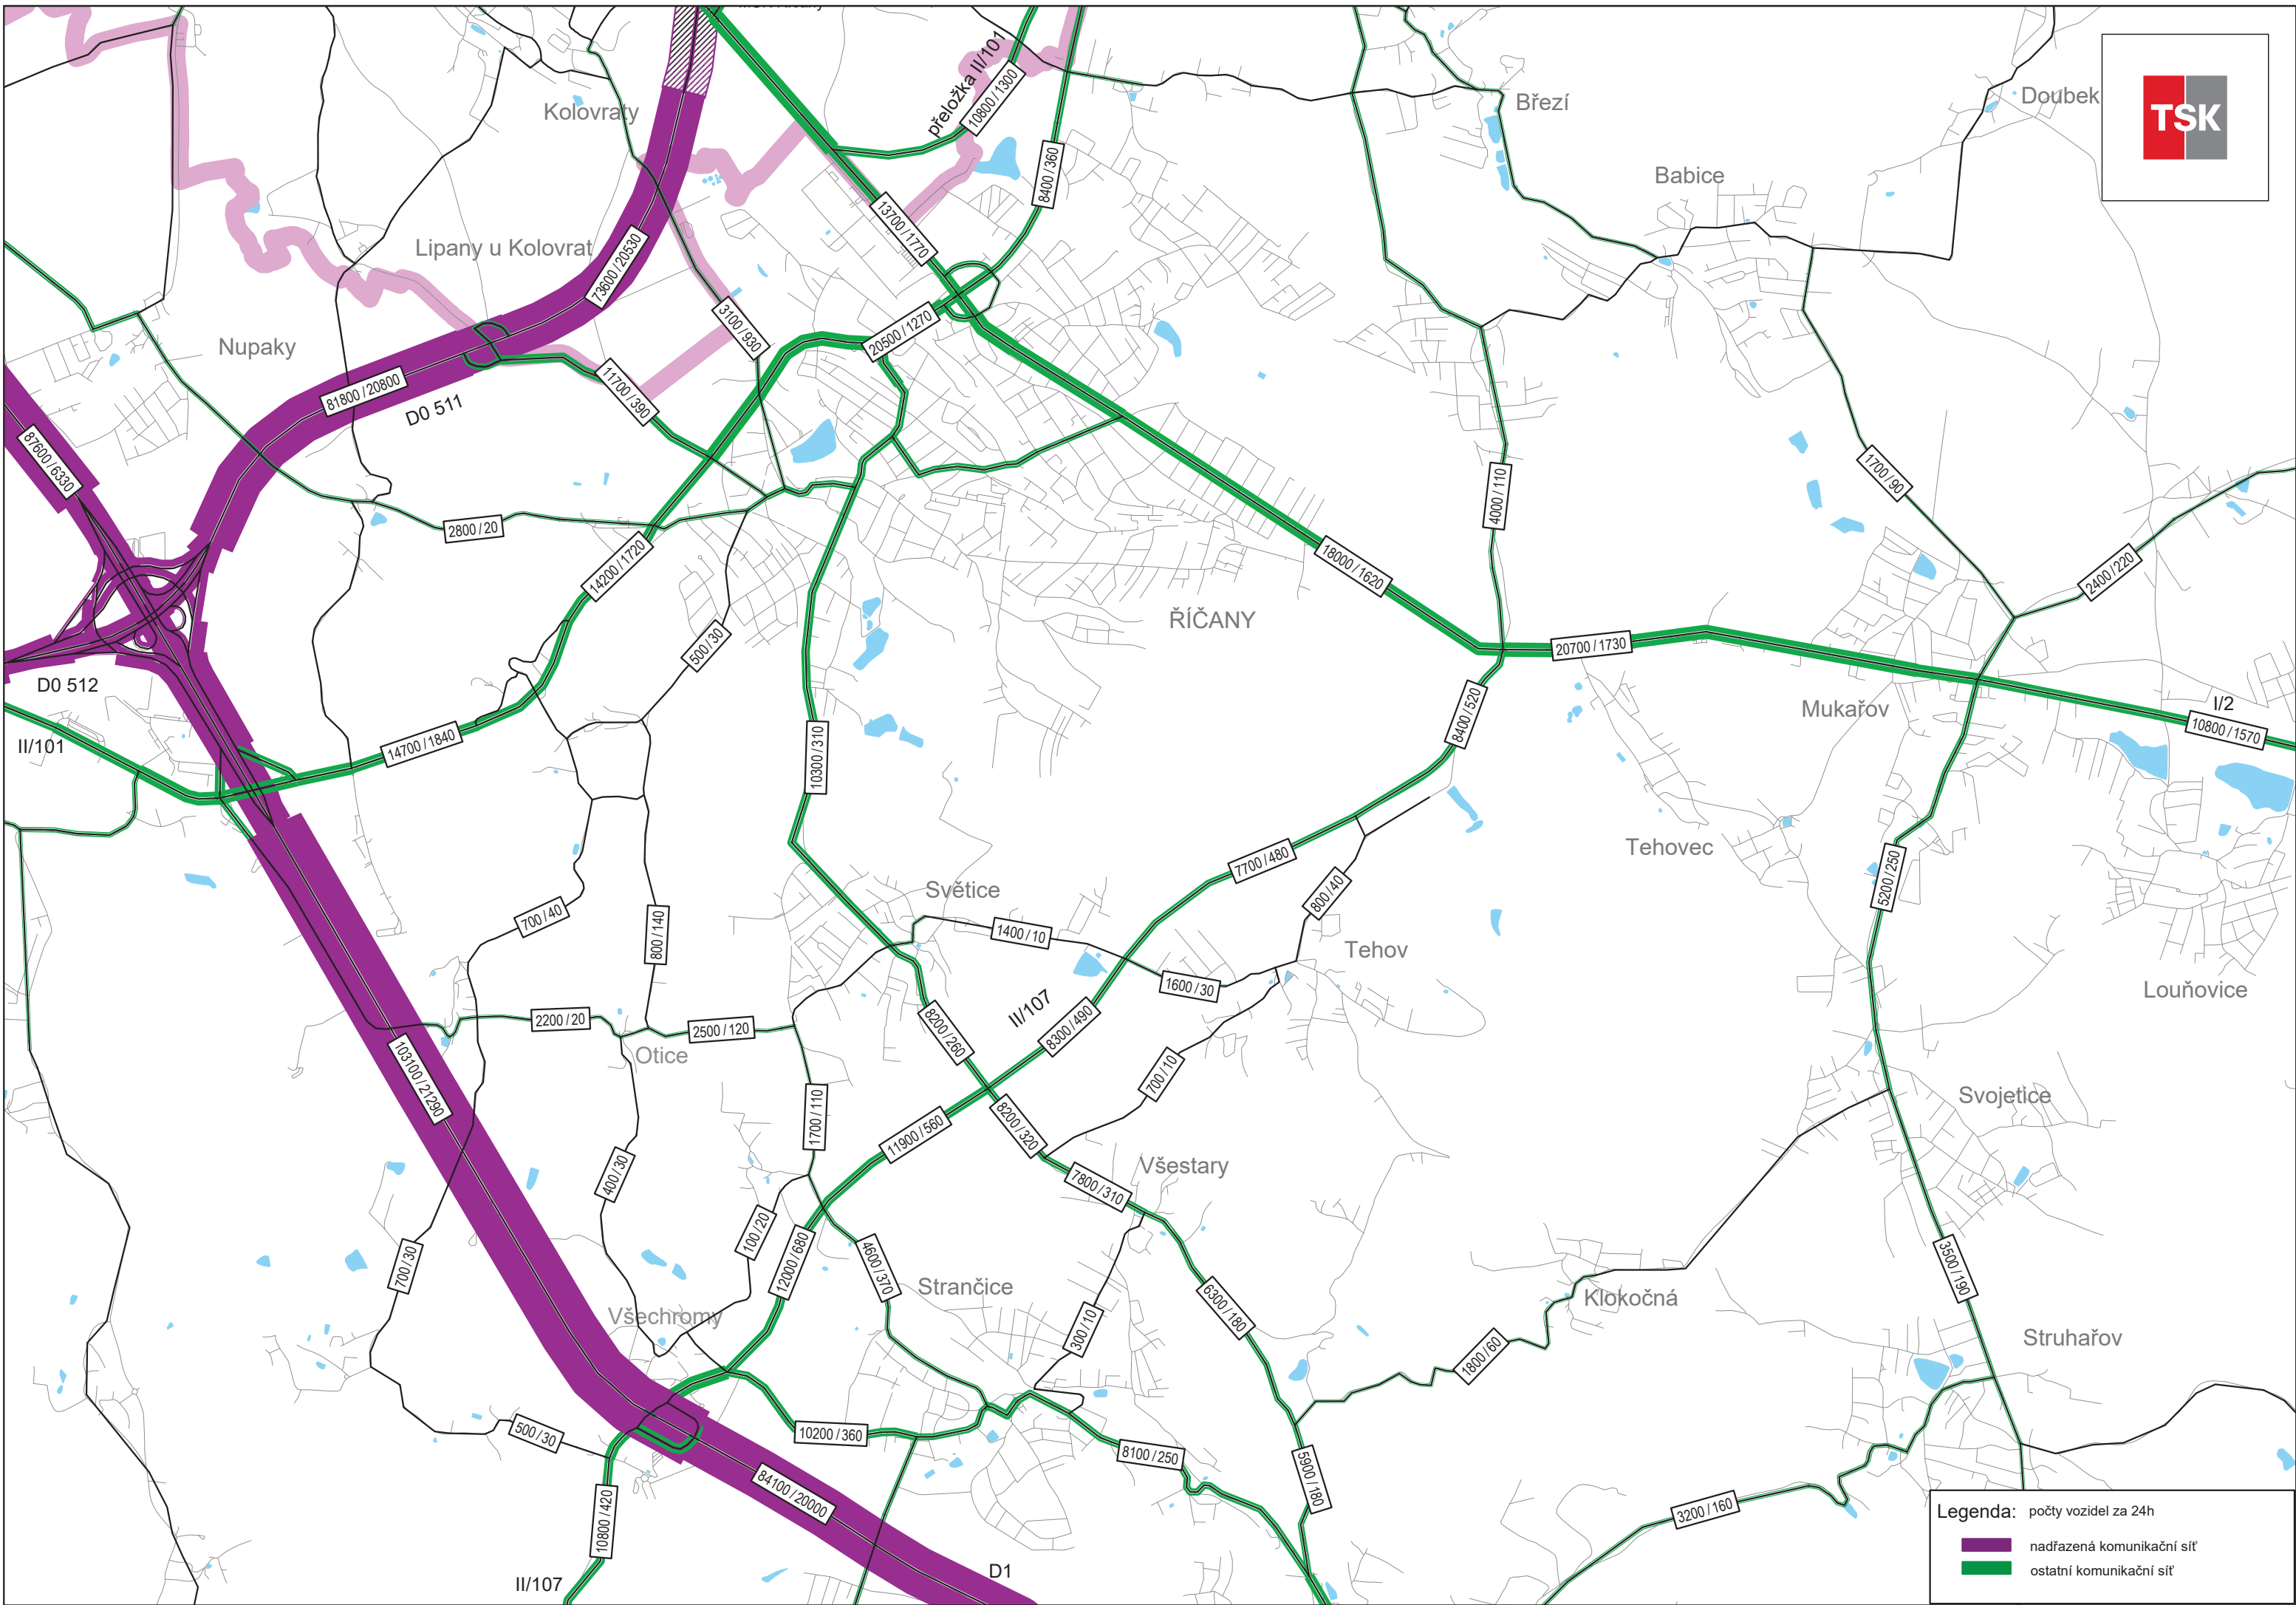 přeložka II/101
10800 / 1300
Kolovraty
Březí
Doubek
TSK
8400 / 360
Babice
13700 / 1770
Lipany u Kolovrat
73600 / 20530
3100 / 930
20500 / 1270
Nupaky
81800 / 20800
D0 511
11700 / 390
87600 / 6330
1700 / 90
4000 / 110
2800 / 20
14200 / 1720
18000 / 1620
2400 / 220
ŘÍČANY
500 / 30
20700 / 1730
D0 512
Mukařov
I/2
10800 / 1570
8400 / 520
II/101
14700 / 1840
10300 / 310
Tehovec
7700 / 480
5200 / 250
Světice
800 / 40
700 / 40
800 / 140
1400 / 10
Tehov
1600 / 30
Louňovice
II/107
2200 / 20
2500 / 120
8200 / 260
8300 / 490
Otice
103100 / 21290
700 / 10
Svojetice
1700 / 110
11900 / 560
8200 / 320
Všestary
400 / 30
7800 / 310
100 / 20
12000 / 680
4600 / 370
700 / 30
3500 / 190
Strančice
Klokočná
6300 / 180
Všechromy
300 / 10
Struhařov
1800 / 60
500 / 30
10200 / 360
8100 / 250
5900 / 180
84100 / 20000
10800 / 420
3200 / 160
D1
II/107
Legenda: počty vozidel za 24h
nadřazená komunikační síť
ostatní komunikační síť